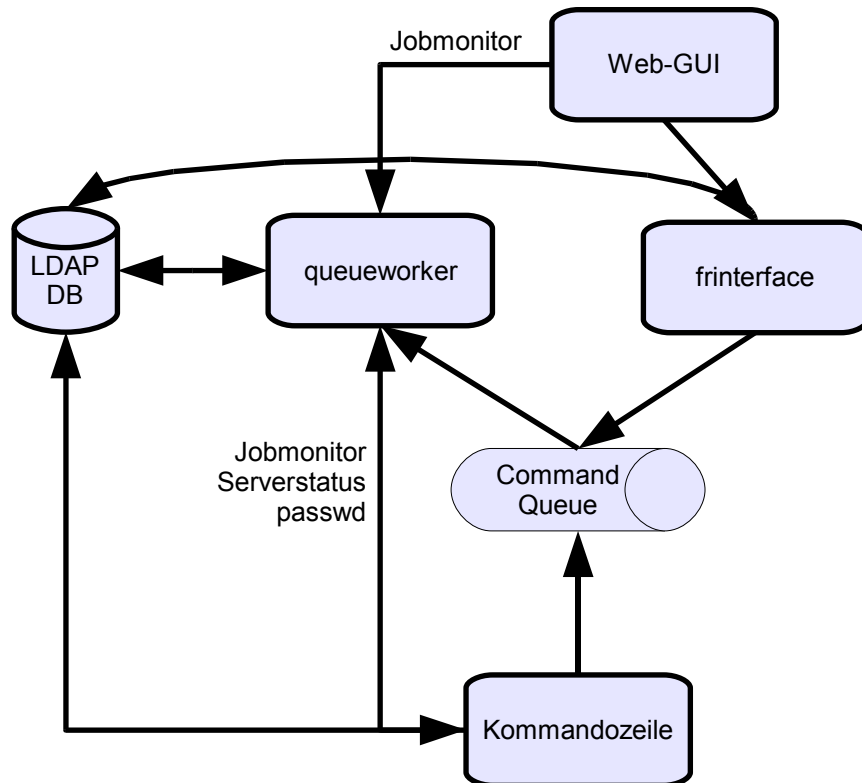 Jobmonitor
Web-GUI
LDAP
DB
queueworker
frinterface
Jobmonitor
Serverstatus
passwd
Command
Queue
Kommandozeile